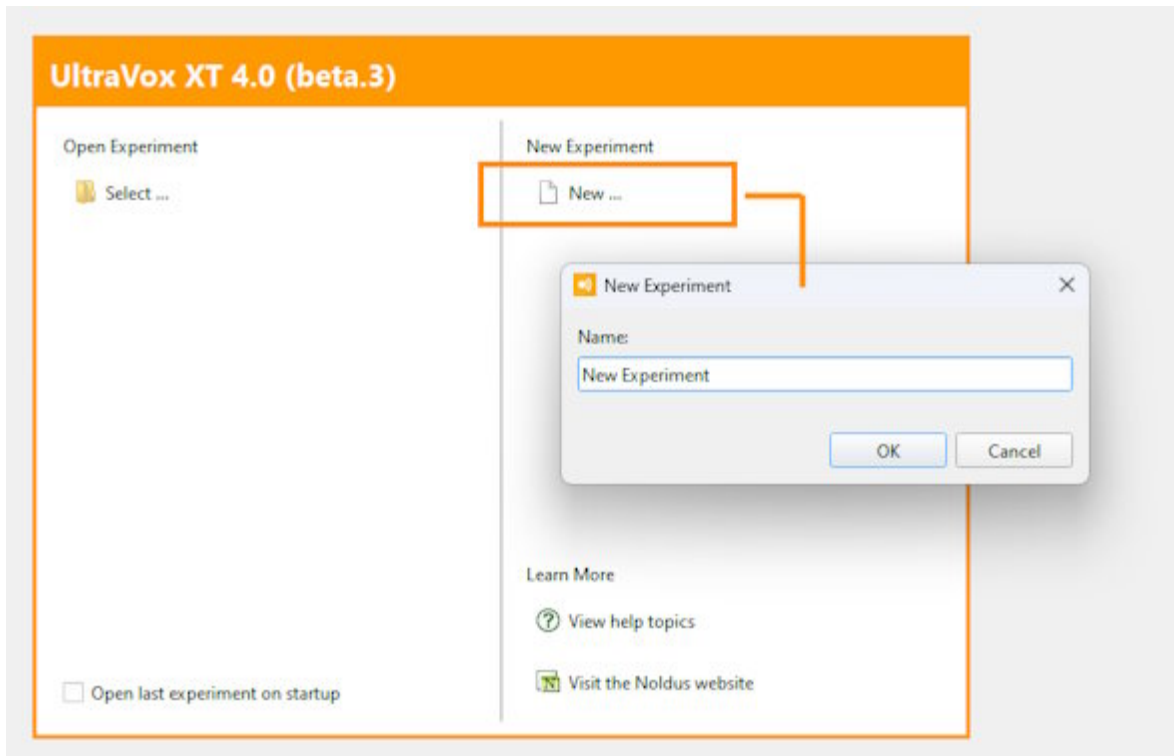 UltraVox XT 4.0 (beta.3)
Open Experiment
Select ...
New Experiment
New ...
New Experiment
Name:
New Experiment
OK
Cancel
Learn More
View help topics
Visit the Noldus website
Open last experiment on startup